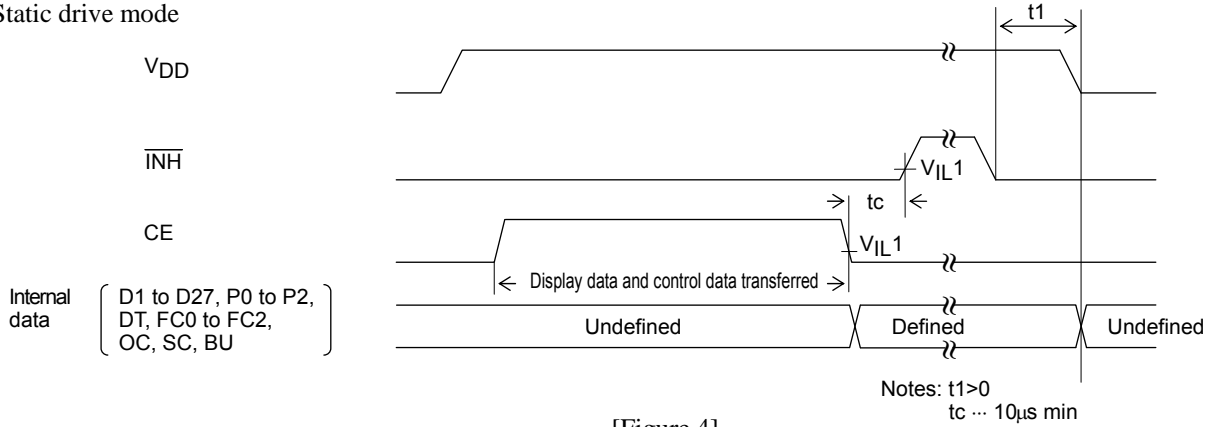 Static drive mode
t1
VDD
INH
VIL1
tc
CE
VIL1
Display data and control data transferred
Internal data
D1 to D27, P0 to P2,
DT, FC0 to FC2,
OC, SC, BU
Undefined
Defined
Undefined
Notes: t1>0
tc ··· 10μs min
[Figure 4]